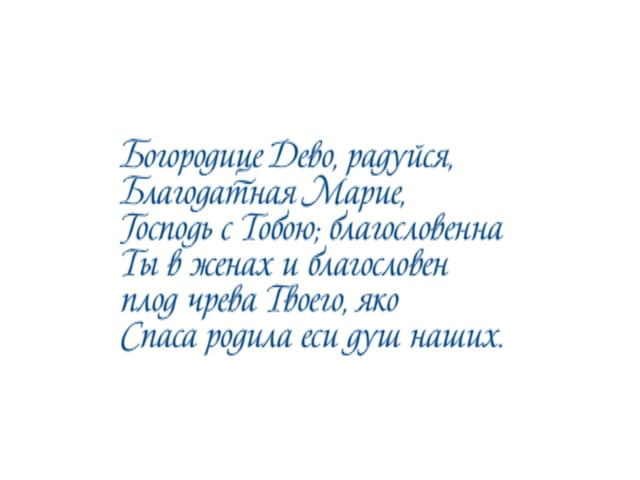 Богородице Дево, радуйся,
Благодатная Марие,
Господь с Тобою; благословенна
Ты в женах и благословен
плод чрева Твоего, яко
Спаса родила еси душ наших.